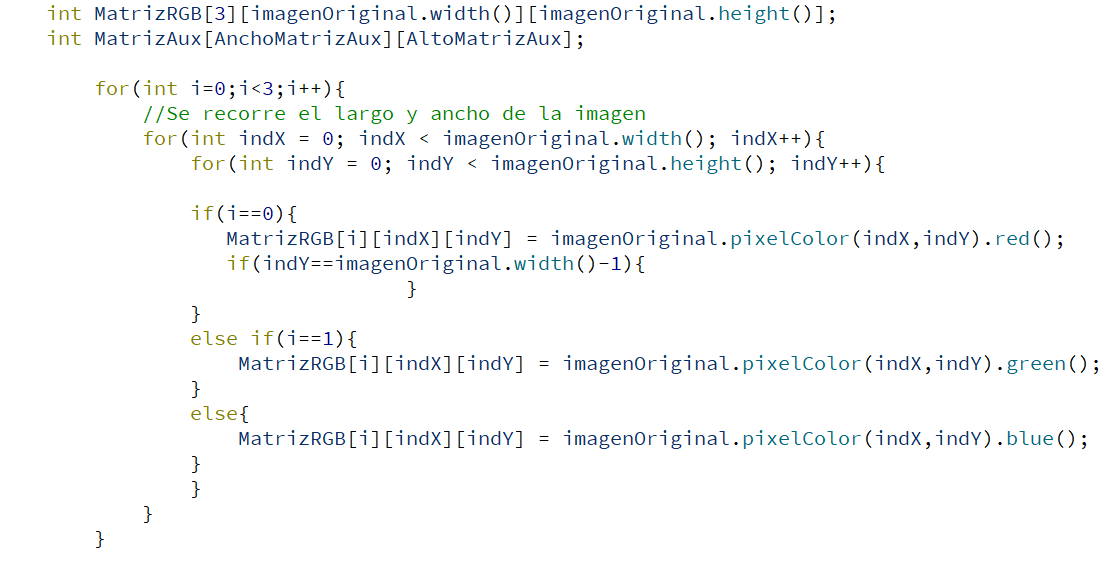 int MatrizRGB[3][imagenOriginal.width()][imagenOriginal.height()];
int MatrizAux[AnchoMatrizAux][AltoMatrizAux];
for(int i=0;i<3;i++){
//Se recorre el largo y ancho de la imagen
for(int indX = 0; indX < imagenOriginal.width(); indX++){
for(int indY = 0; indY < imagenOriginal.height(); indY++){
if(i==0){
MatrizRGB[i][indX][indY] = imagenOriginal.pixelColor(indX,indY).red();
if(indY==imagenOriginal.width()-1){
}
}
else if(i==1){
MatrizRGB[i][indX][indY] = imagenOriginal.pixelColor(indX,indY).green();
}
else{
MatrizRGB[i][indX][indY] = imagenOriginal.pixelColor(indX,indY).blue();
}
}
}
}